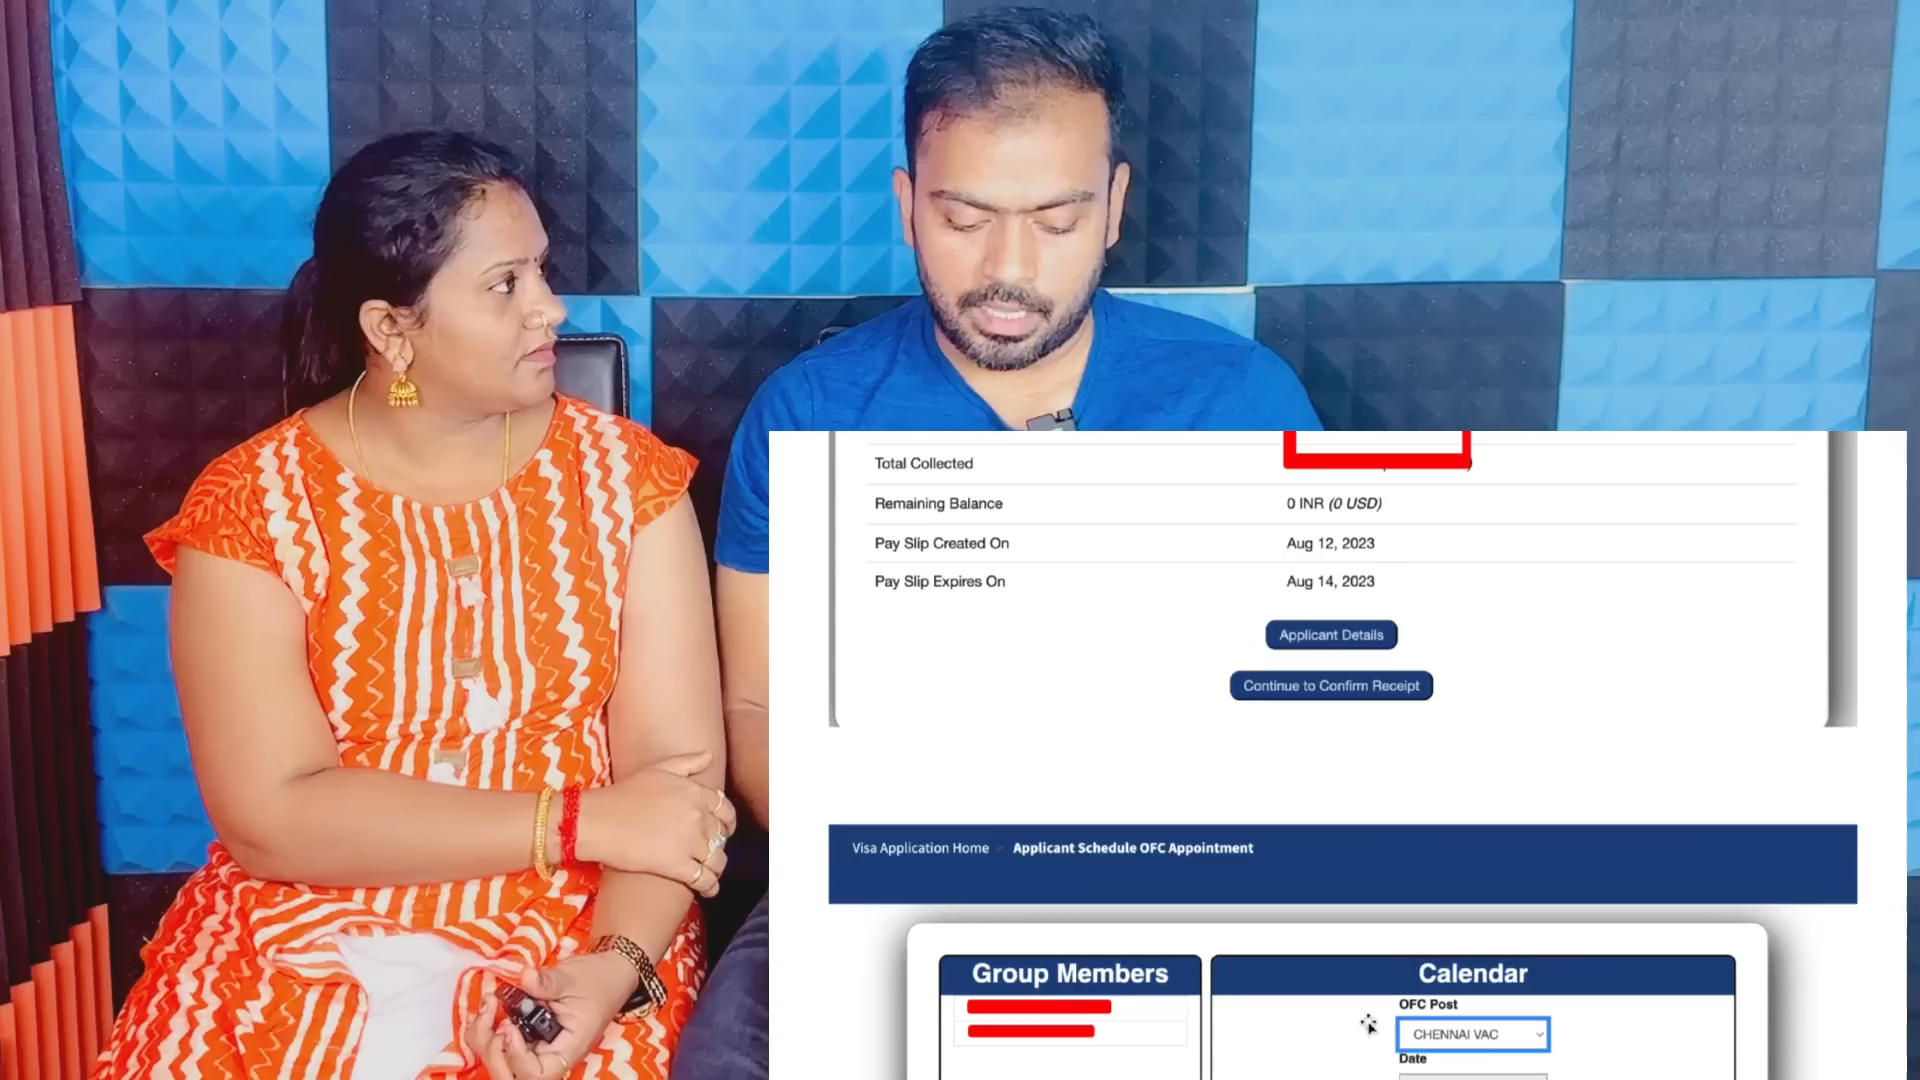 Total Collected
Remaining Balance 0 INR (0 USD)
Pay Slip Created On Aug 12, 2023
Pay Slip Expires On Aug 14, 2023
Applicant Details
Continue to Confirm Receipt
Visa Application Home > Applicant Schedule OFC Appointment
Group Members
Calendar
OFC Post
CHENNAI VAC
Date